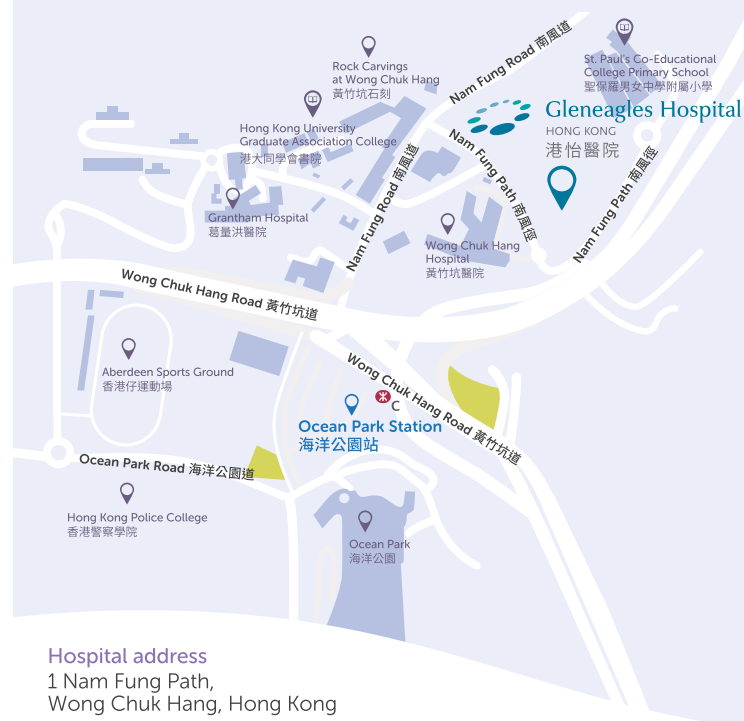 Nam Fung Road 南風道
Rock Carvings
at Wong Chuk Hang
黃竹坑石刻
St. Paul's Co-Educational
College Primary School
聖保羅男女中學附屬小學
Hong Kong University
Graduate Association College
港大同學會書院
Gleneagles Hospital
HONG KONG
港怡醫院
Nam Fung Path 南風徑
Nam Fung Road 南風道
Nam Fung Path 南風徑
Grantham Hospital
葛量洪醫院
Wong Chuk Hang
Hospital
黃竹坑醫院
Wong Chuk Hang Road 黃竹坑道
Aberdeen Sports Ground
香港仔運動場
Wong Chuk Hang Road 黃竹坑道
C
Ocean Park Station
海洋公園站
Ocean Park Road 海洋公園道
Hong Kong Police College
香港警察學院
Ocean Park
海洋公園
Hospital address
1 Nam Fung Path,
Wong Chuk Hang, Hong Kong